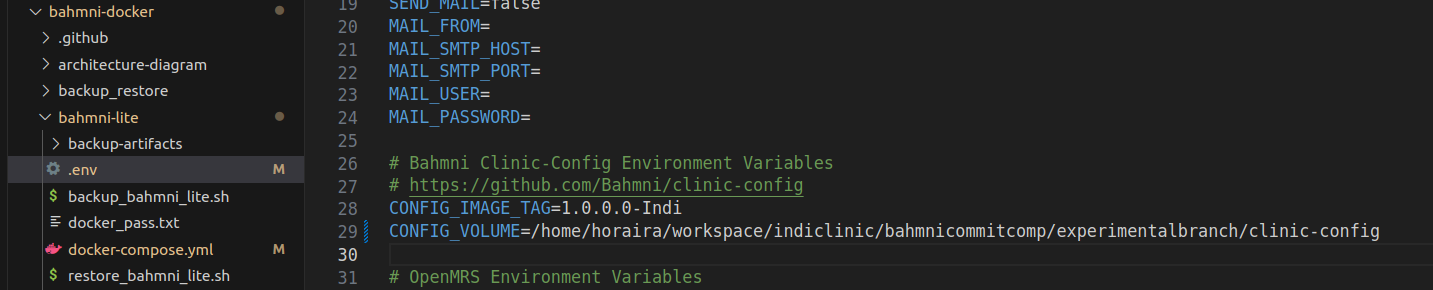 bahmni-docker
.github
architecture-diagram
backup_restore
bahmni-lite
backup-artifacts
.env M
$ backup_bahmni_lite.sh
docker_pass.txt
docker-compose.yml M
$ restore_bahmni_lite.sh
19 SEND_MAIL=false
20 MAIL_FROM=
21 MAIL_SMTP_HOST=
22 MAIL_SMTP_PORT=
23 MAIL_USER=
24 MAIL_PASSWORD=
25
26 # Bahmni Clinic-Config Environment Variables
27 # https://github.com/Bahmni/clinic-config
28 CONFIG_IMAGE_TAG=1.0.0.0-Indi
29 CONFIG_VOLUME=/home/horaira/workspace/indiclinic/bahmnicommitcomp/experimentalbranch/clinic-config
30
31 # OpenMRS Environment Variables